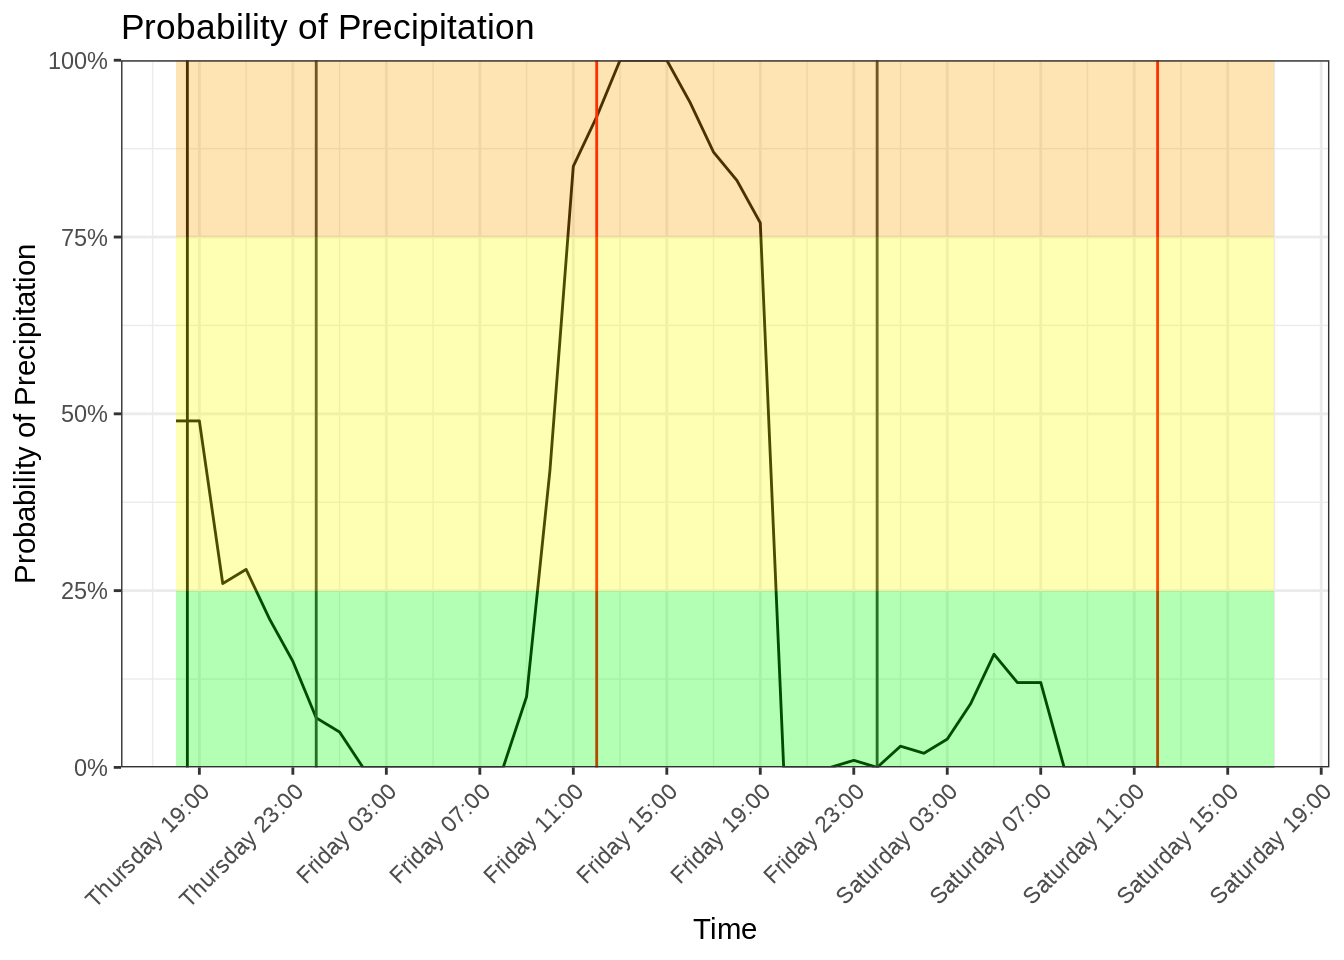 Probability of Precipitation
Probability of Precipitation
100%
75%
50%
25%
0%
Thursday 19:00
Thursday 23:00
Friday 03:00
Friday 07:00
Friday 11:00
Friday 15:00
Friday 19:00
Friday 23:00
Saturday 03:00
Saturday 07:00
Saturday 11:00
Saturday 15:00
Saturday 19:00
Time